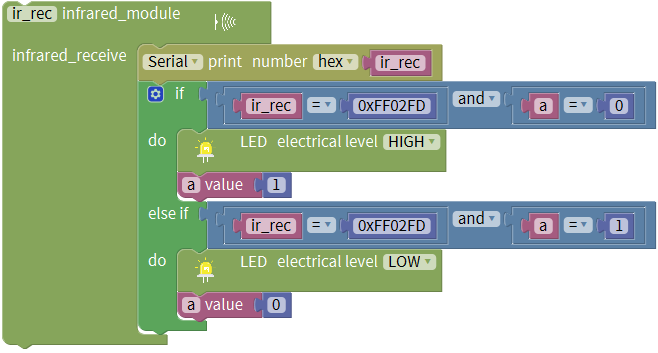 ir_rec infrared_module
infrared_receive Serial print number hex ir_rec
if ir_rec = 0xFF02FD and a = 0
do LED electrical level HIGH
a value 1
else if ir_rec = 0xFF02FD and a = 1
do LED electrical level LOW
a value 0